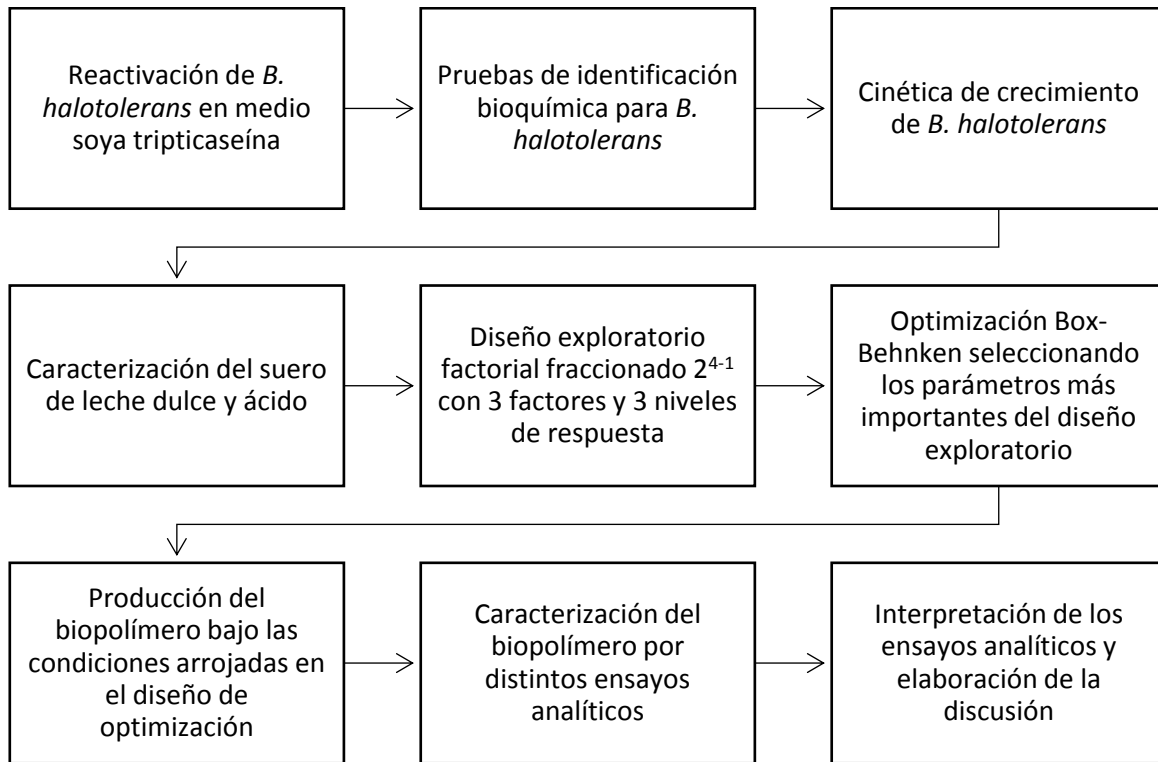 Reactivación de B.
halotolerans en medio
soya tripticaseína
Pruebas de identificación
bioquímica para B.
halotolerans
Cinética de crecimiento
de B. halotolerans
Caracterización del suero
de leche dulce y ácido
Diseño exploratorio
factorial fraccionado 2⁴⁻¹
con 3 factores y 3 niveles
de respuesta
Optimización Box-
Behnken seleccionando
los parámetros más
importantes del diseño
exploratorio
Producción del
biopolímero bajo las
condiciones arrojadas en
el diseño de
optimización
Caracterización del
biopolímero por
distintos ensayos
analíticos
Interpretación de los
ensayos analíticos y
elaboración de la
discusión